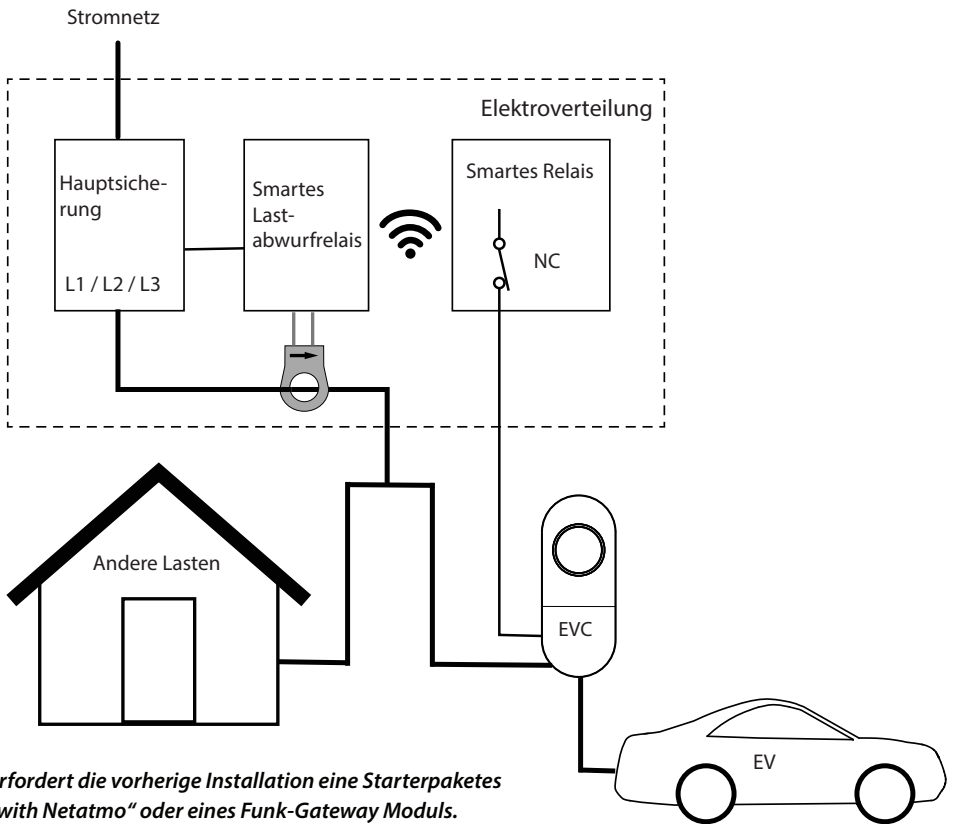 Stromnetz
Elektroverteilung
Hauptsiche-
rung
L1 / L2 / L3
Smartes
Last-
abwurfrelais
Smartes Relais
NC
Andere Lasten
EVC
EV
rfordert die vorherige Installation eine Starterpaketes
with Netatmo“ oder eines Funk-Gateway Moduls.